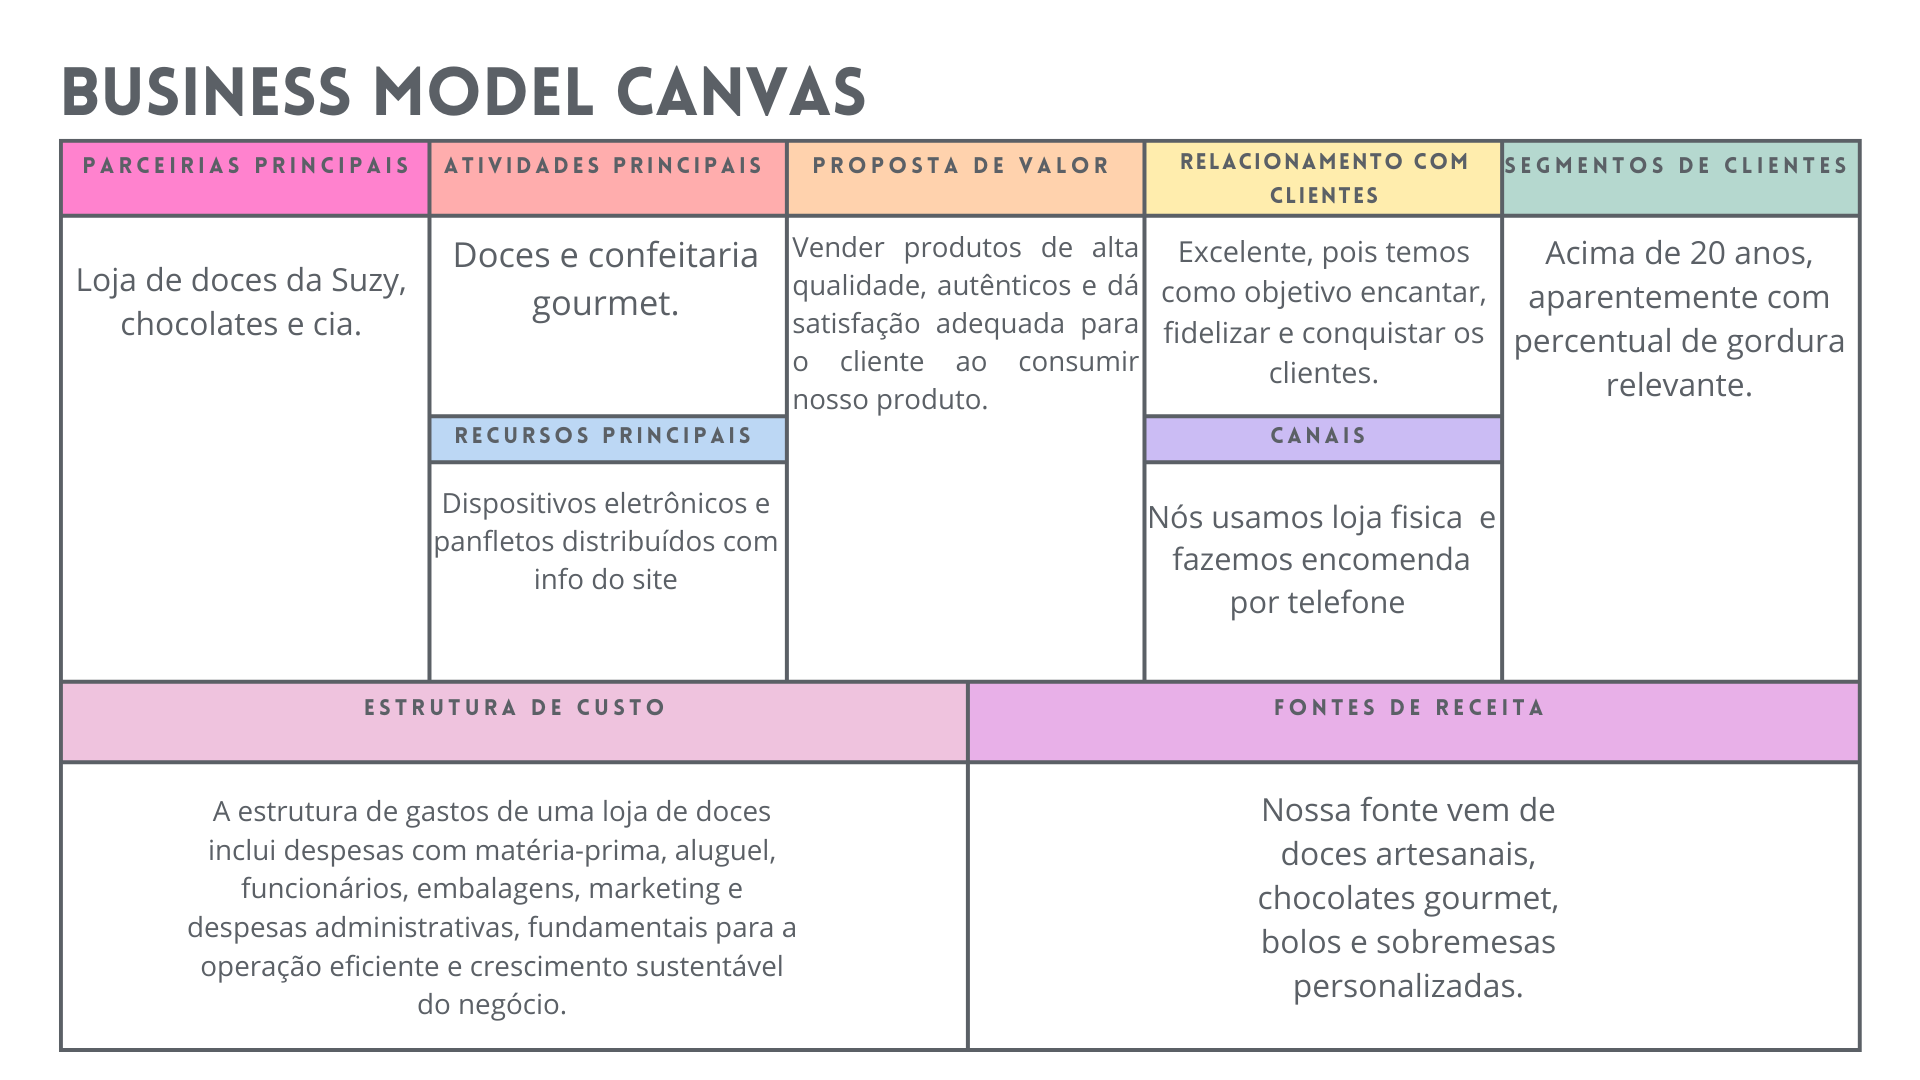 BUSINESS MODEL CANVAS
PARCEIRIAS PRINCIPAIS
Loja de doces da Suzy,
chocolates e cia.
ATIVIDADES PRINCIPAIS
Doces e confeitaria
gourmet.
RECURSOS PRINCIPAIS
Dispositivos eletrônicos e
panfletos distribuídos com
info do site
PROPOSTA DE VALOR
Vender produtos de alta
qualidade, autênticos e dá
satisfação adequada para
o cliente ao consumir
nosso produto.
RELACIONAMENTO COM
CLIENTES
Excelente, pois temos
como objetivo encantar,
fidelizar e conquistar os
clientes.
CANAIS
Nós usamos loja fisica e
fazemos encomenda
por telefone
SEGMENTOS DE CLIENTES
Acima de 20 anos,
aparentemente com
percentual de gordura
relevante.
ESTRUTURA DE CUSTO
A estrutura de gastos de uma loja de doces
inclui despesas com matéria-prima, aluguel,
funcionários, embalagens, marketing e
despesas administrativas, fundamentais para a
operação eficiente e crescimento sustentável
do negócio.
FONTES DE RECEITA
Nossa fonte vem de
doces artesanais,
chocolates gourmet,
bolos e sobremesas
personalizadas.